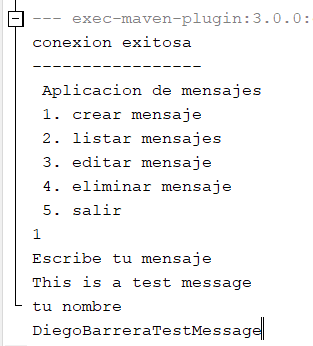 --- exec-maven-plugin:3.0.0:
conexion exitosa
-----------------
Aplicacion de mensajes
1. crear mensaje
2. listar mensajes
3. editar mensaje
4. eliminar mensaje
5. salir
1
Escribe tu mensaje
This is a test message
tu nombre
DiegoBarreraTestMessage